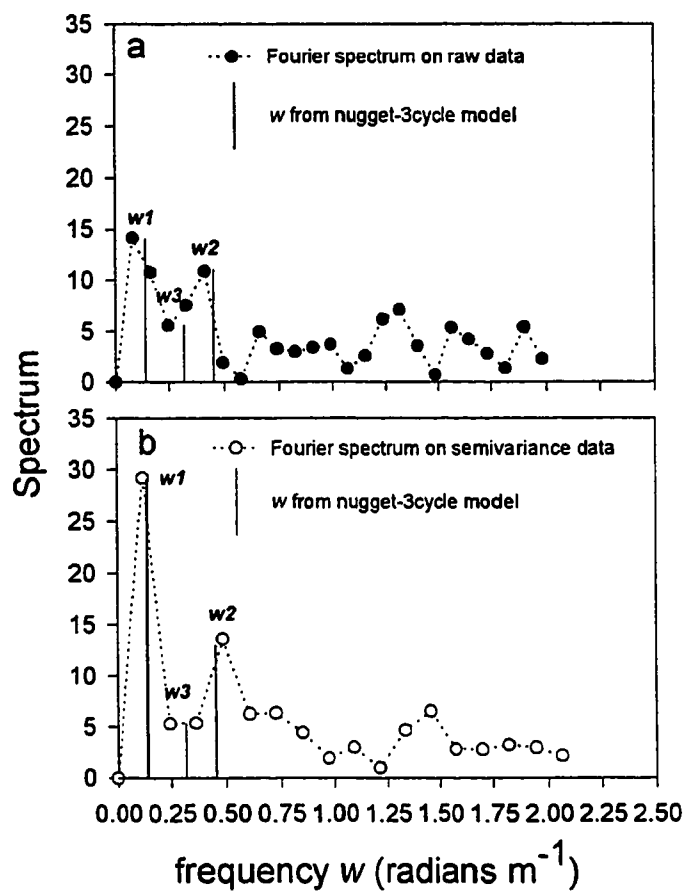 35
30
25
20
15
10
5
0
a
Fourier spectrum on raw data
w from nugget-3cycle model
w1
w2
w3
Spectrum
35
30
25
20
15
10
5
0
b
Fourier spectrum on semivariance data
w from nugget-3cycle model
w1
w2
w3
0.00 0.25 0.50 0.75 1.00 1.25 1.50 1.75 2.00 2.25 2.50
frequency w (radians m⁻¹)